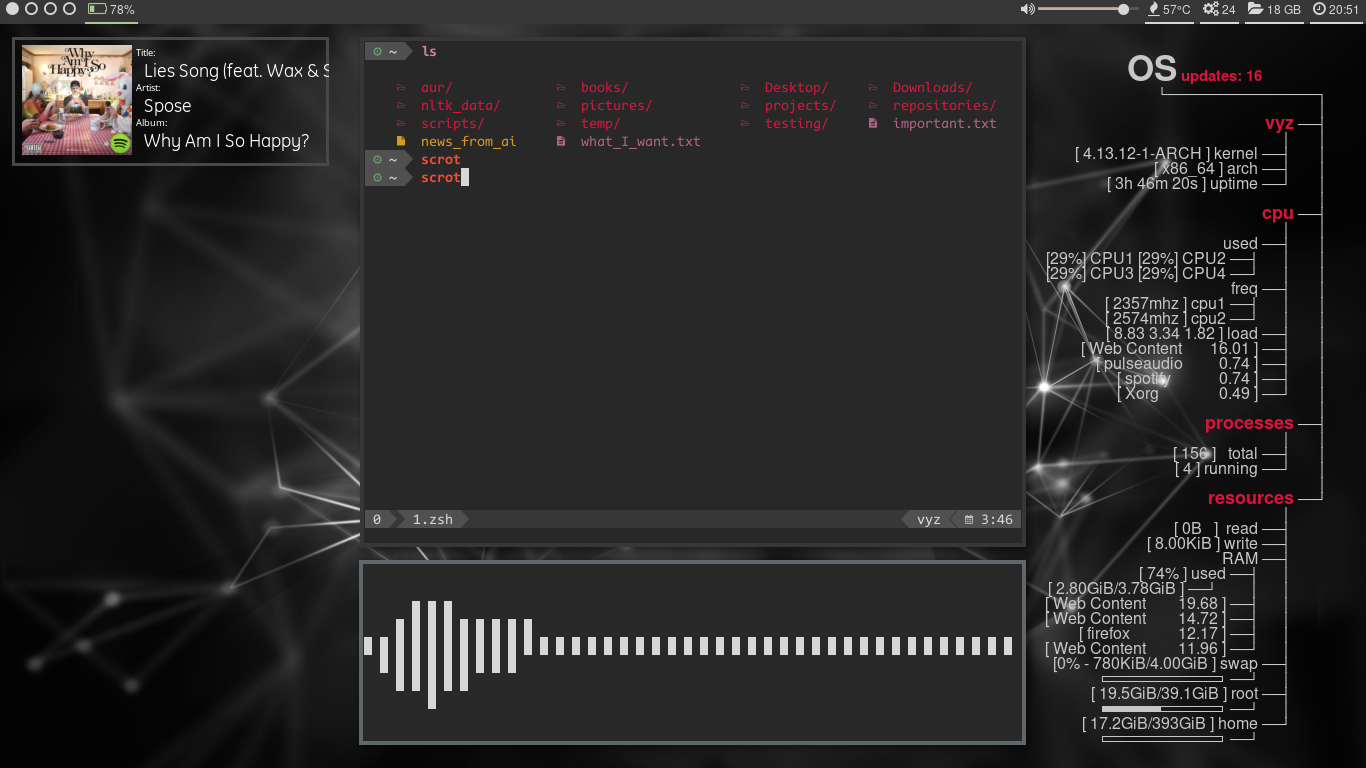 78%
57°C
24
18 GB
20:51
Title:
Lies Song (feat. Wax & S
Artist:
Spose
Album:
Why Am I So Happy?
Why
Am I So
Happy?
~ ls
aur/ books/ Desktop/ Downloads/
nltk_data/ pictures/ projects/ repositories/
scripts/ temp/ testing/ important.txt
news_from_ai what_I_want.txt
~ scrot
~ scrot
0 1.zsh vyz 3:46
OS updates: 16
vyz
[ 4.13.12-1-ARCH ] kernel
[ x86_64 ] arch
[ 3h 46m 20s ] uptime
cpu
used
[29%] CPU1 [29%] CPU2
[29%] CPU3 [29%] CPU4
freq
[ 2357mhz ] cpu1
[ 2574mhz ] cpu2
[ 8.83 3.34 1.82 ] load
[ Web Content 16.01 ]
[ pulseaudio 0.74 ]
[ spotify 0.74 ]
[ Xorg 0.49 ]
processes
[ 156 ] total
[ 4 ] running
resources
[ 0B ] read
[ 8.00KiB ] write
RAM
[ 74% ] used
[ 2.80GiB/3.78GiB ]
[ Web Content 19.68 ]
[ Web Content 14.72 ]
[ firefox 12.17 ]
[ Web Content 11.96 ]
[0% - 780KiB/4.00GiB ] swap
[ 19.5GiB/39.1GiB ] root
[ 17.2GiB/393GiB ] home